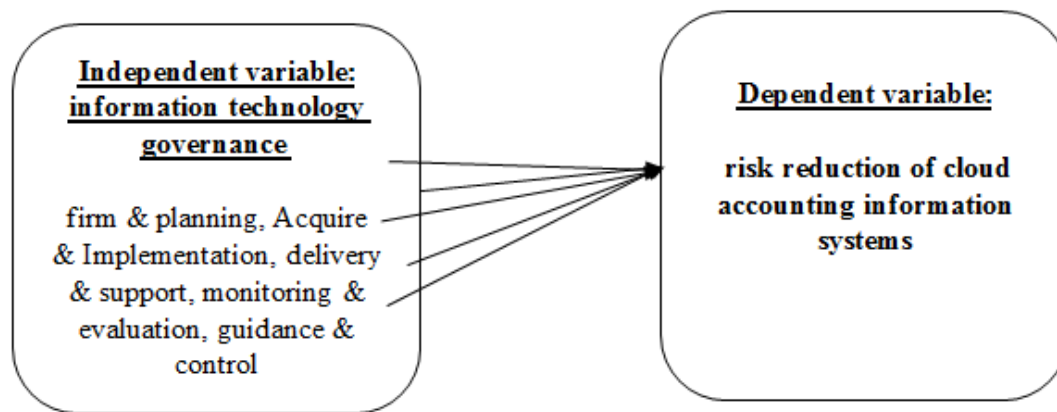 Independent variable:
information technology
governance
firm & planning, Acquire
& Implementation, delivery
& support, monitoring &
evaluation, guidance &
control
Dependent variable:
risk reduction of cloud
accounting information
systems